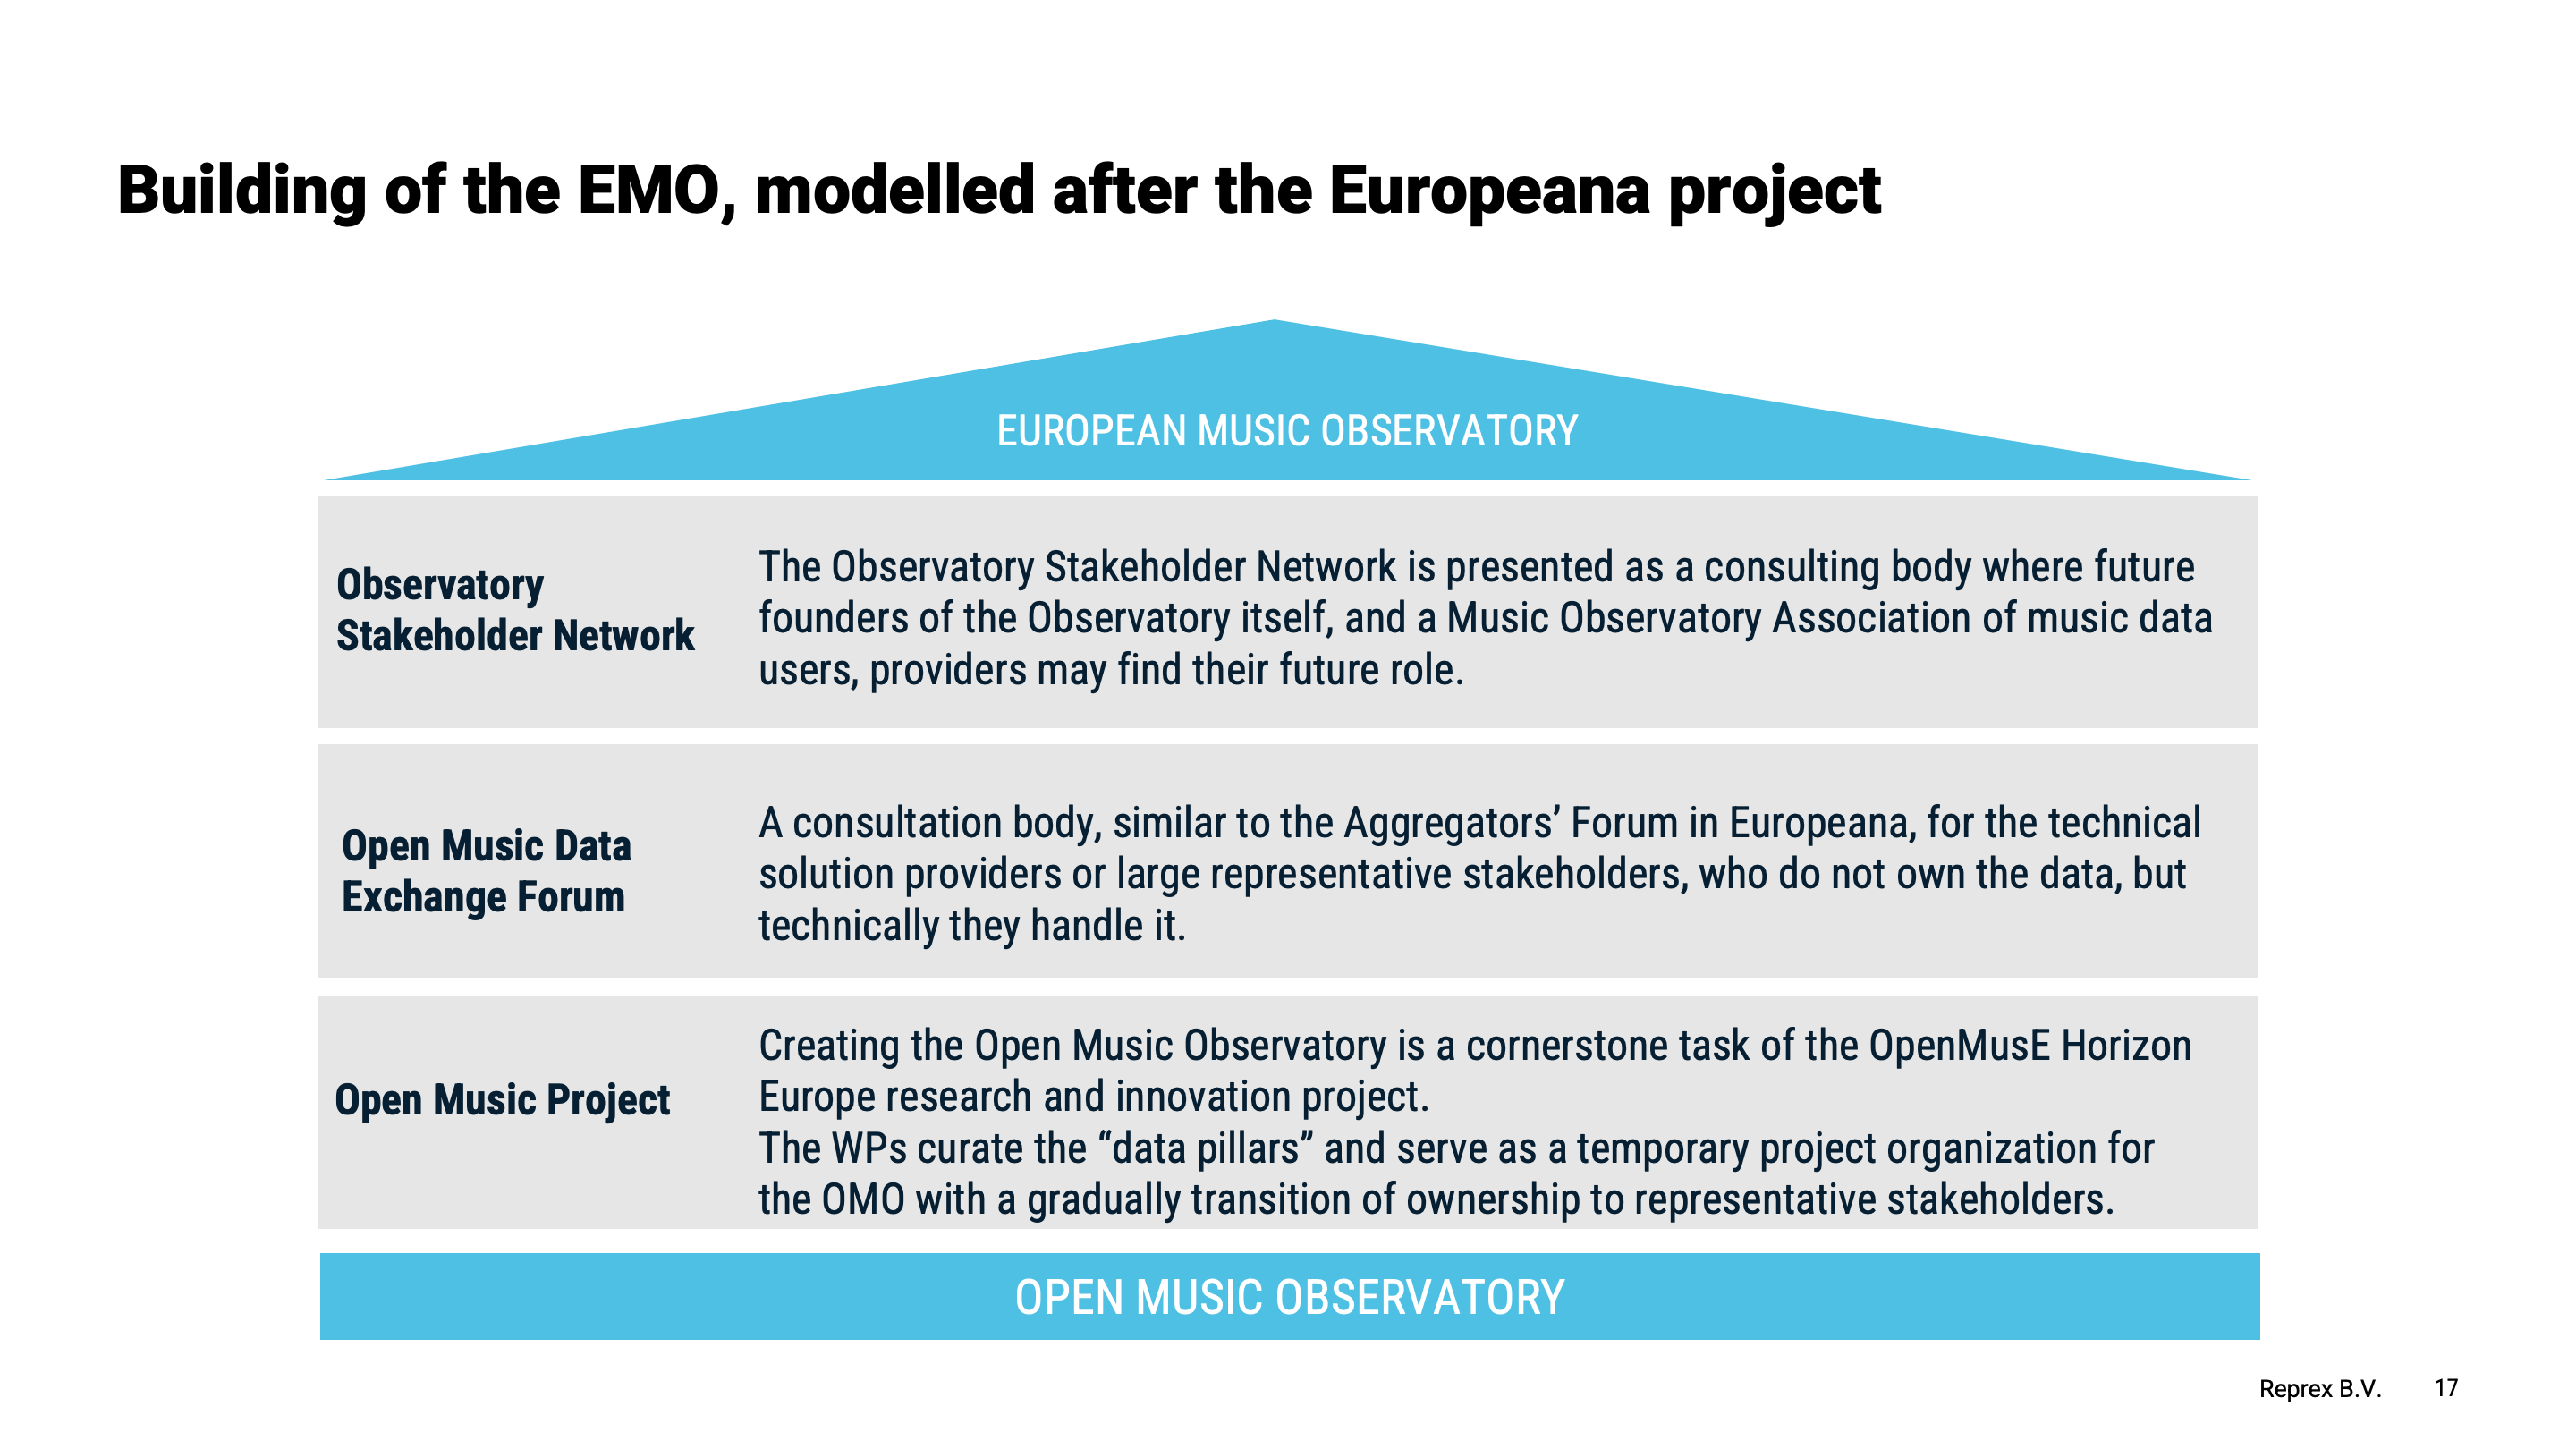 Building of the EMO, modelled after the Europeana project
EUROPEAN MUSIC OBSERVATORY
Observatory
Stakeholder Network
The Observatory Stakeholder Network is presented as a consulting body where future
founders of the Observatory itself, and a Music Observatory Association of music data
users, providers may find their future role.
Open Music Data
Exchange Forum
A consultation body, similar to the Aggregators’ Forum in Europeana, for the technical
solution providers or large representative stakeholders, who do not own the data, but
technically they handle it.
Open Music Project
Creating the Open Music Observatory is a cornerstone task of the OpenMusE Horizon
Europe research and innovation project.
The WPs curate the “data pillars” and serve as a temporary project organization for
the OMO with a gradually transition of ownership to representative stakeholders.
OPEN MUSIC OBSERVATORY
Reprex B.V.
17